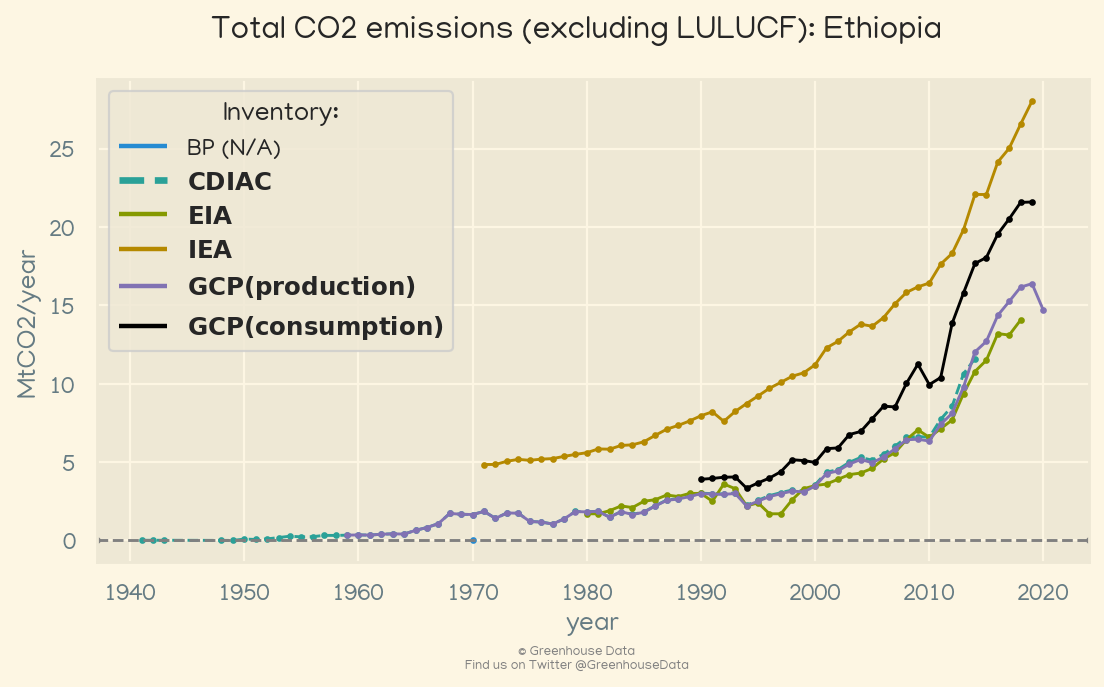 Total CO2 emissions (excluding LULUCF): Ethiopia
Inventory:
BP (N/A)
CDIAC
EIA
IEA
GCP(production)
GCP(consumption)
MtCO2/year
25
20
15
10
5
0
1940 1950 1960 1970 1980 1990 2000 2010 2020
year
© Greenhouse Data
Find us on Twitter @GreenhouseData